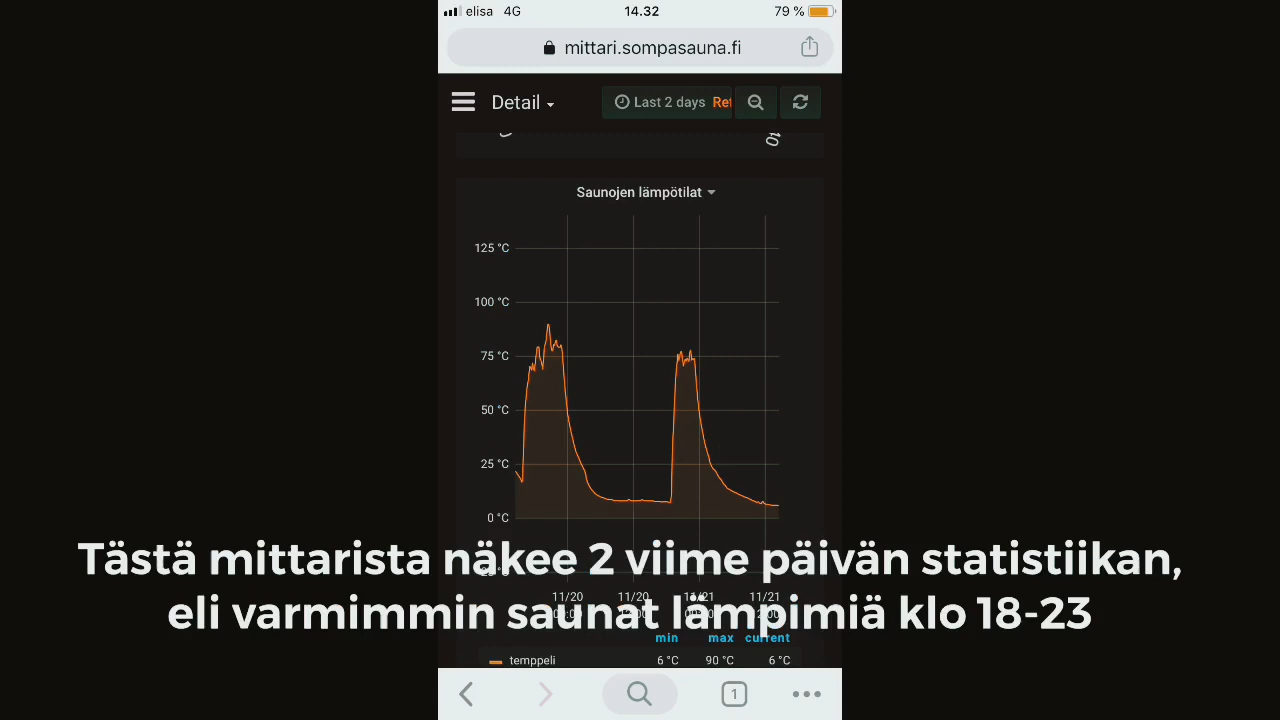 elisa 4G 14.32 79 %
mittari.sompasauna.fi
Detail Last 2 days
Saunojen lämpötilat
125 °C
100 °C
75 °C
50 °C
25 °C
0 °C
Tästä mittarista näkee 2 viime päivän statistiikan,
11/20 11/20 11/21 11/21
eli varmimmin saunat lämpimiä klo 18-23
min max current
temppeli 6 °C 90 °C 6 °C
1